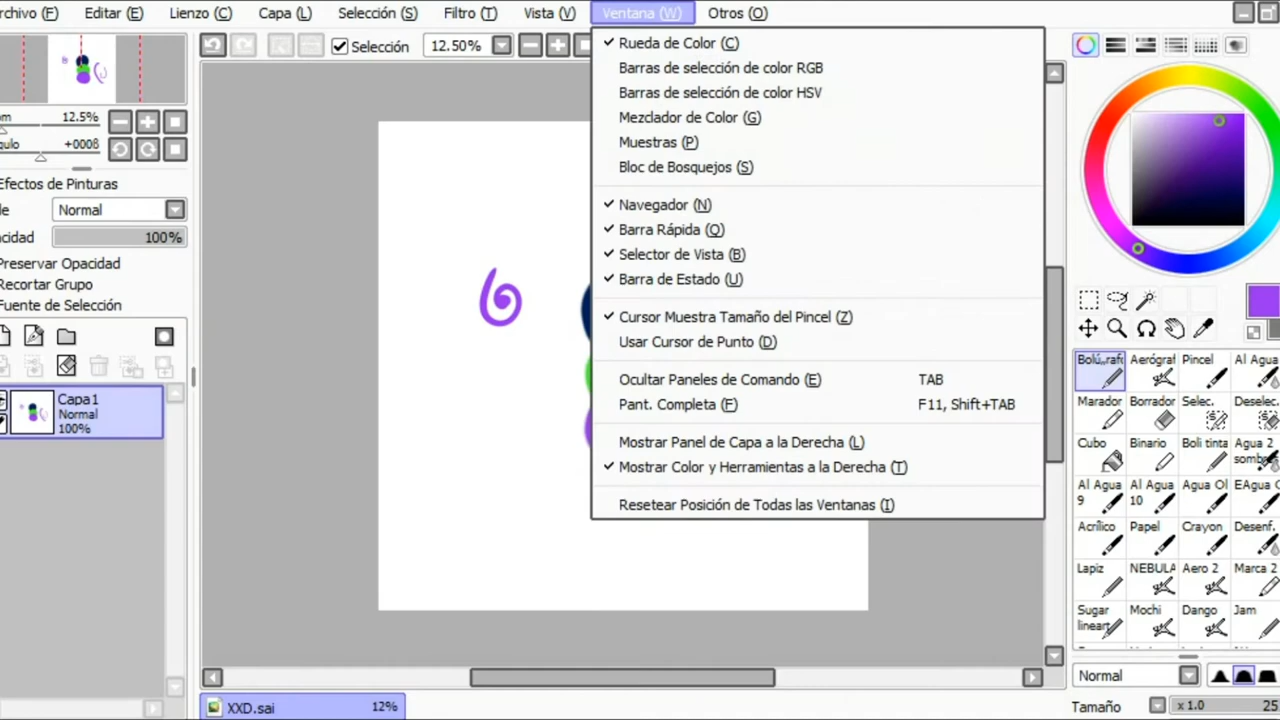 rchivo (F) Editar (E) Lienzo (C) Capa (L) Selección (S) Filtro (T) Vista (V) Ventana (W) Otros (O)
Selección 12.50%
Rueda de Color (C)
Barras de selección de color RGB
Barras de selección de color HSV
Mezclador de Color (G)
Muestras (P)
Bloc de Bosquejos (S)
Navegador (N)
Barra Rápida (Q)
Selector de Vista (B)
Barra de Estado (U)
Cursor Muestra Tamaño del Pincel (Z)
Usar Cursor de Punto (D)
Ocultar Paneles de Comando (E) TAB
Pant. Completa (F) F11, Shift+TAB
Mostrar Panel de Capa a la Derecha (L)
Mostrar Color y Herramientas a la Derecha (T)
Resetear Posición de Todas las Ventanas (I)
om 12.5%
gulo +0008
Efectos de Pinturas
de Normal
cidad 100%
Preservar Opacidad
Recortar Grupo
Fuente de Selección
Capa1
Normal
100%
Bolú,,rafo Aerógraf Pincel Al Agua
Marador Borrador Selec. Deselec.
Cubo Binario Boli tinta Agua 2
sombre
Al Agua 9 Al Agua 10 Agua Ol EAgua O
Acrílico Papel Crayon Desenf.
Lapiz NEBULA Aero 2 Marca 2
Sugar lineart Mochi Dango Jam
Normal
Tamaño x 1.0 25
XXD.sai 12%